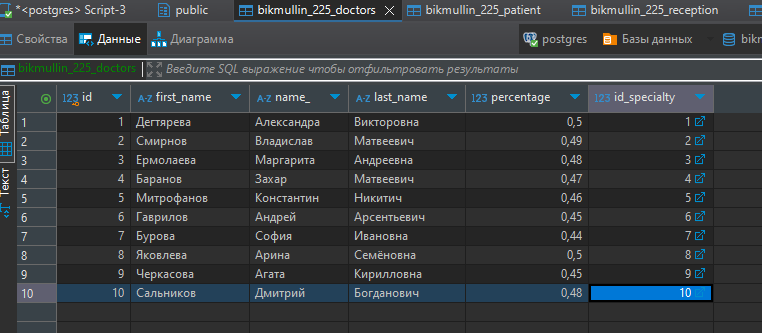 *<postgres> Script-3 public bikmullin_225_doctors bikmullin_225_patient bikmullin_225_reception
Свойства Данные Диаграмма postgres Базы данных
bikmullin_225_doctors Введите SQL выражение чтобы отфильтровать результаты
Таблица
Текст
123 id A-Z first_name A-Z name_ A-Z last_name 123 percentage 123 id_specialty
1 1 Дегтярева Александра Викторовна 0,5 1
2 2 Смирнов Владислав Матвеевич 0,49 2
3 3 Ермолаева Маргарита Андреевна 0,48 3
4 4 Баранов Захар Матвеевич 0,47 4
5 5 Митрофанов Константин Никитич 0,46 5
6 6 Гаврилов Андрей Арсентьевич 0,45 6
7 7 Бурова София Ивановна 0,44 7
8 8 Яковлева Арина Семёновна 0,5 8
9 9 Черкасова Агата Кирилловна 0,45 9
10 10 Сальников Дмитрий Богданович 0,48 10